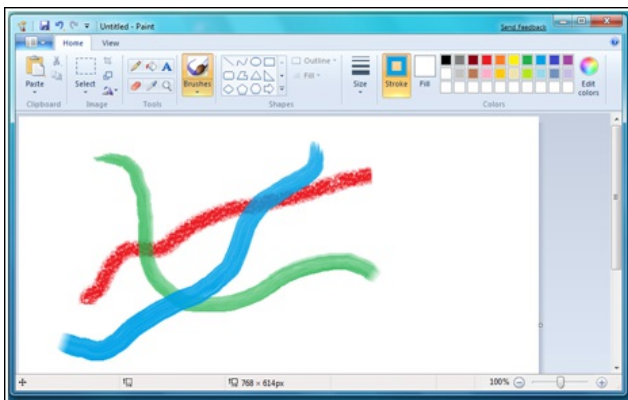 Untitled - Paint
Send Feedback
Home View
Paste
Select
A
Brushes
Outline
Fill
Size
Stroke
Fill
Edit
colors
Clipboard Image Tools Shapes Colors
768 × 614px
100%